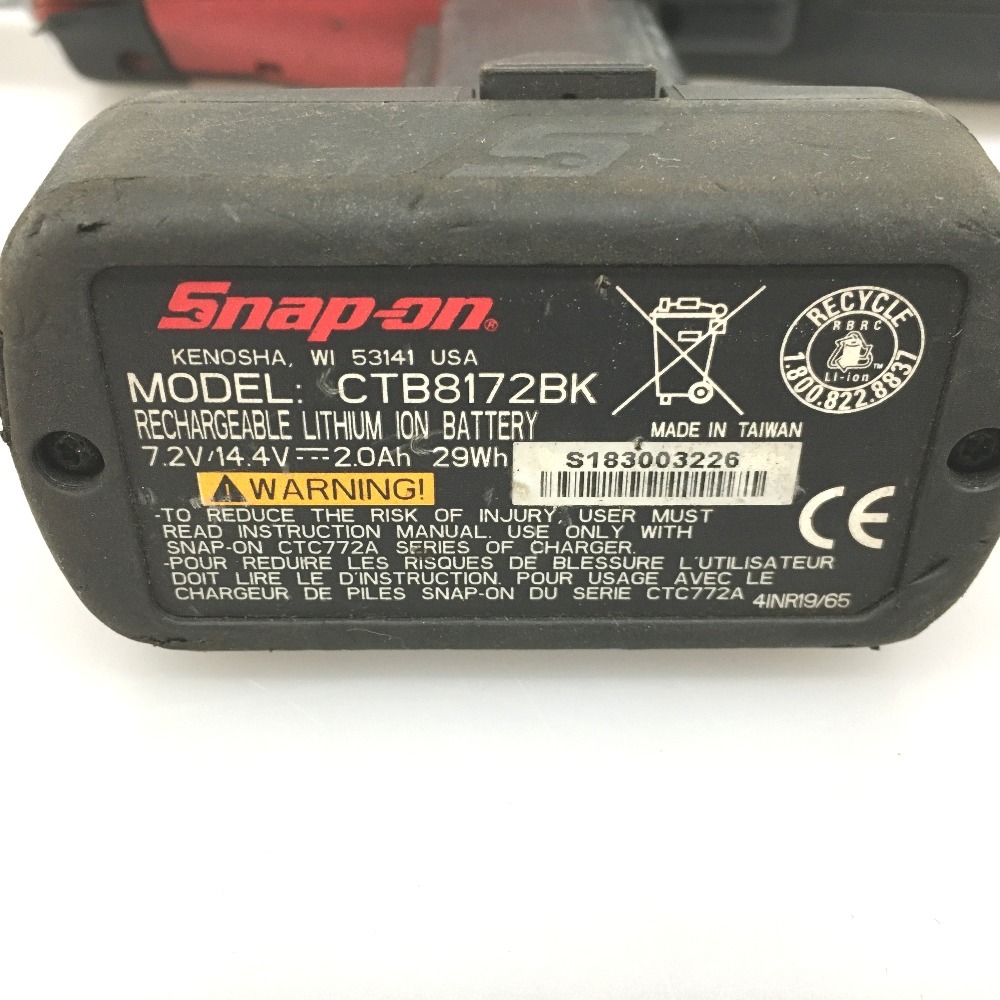 Snap-on®
KENOSHA, WI 53141 USA
MODEL: CTB8172BK
RECHARGEABLE LITHIUM ION BATTERY
MADE IN TAIWAN
7.2V/14.4V⎓2.0Ah 29Wh
S183003226
⚠WARNING!
-TO REDUCE THE RISK OF INJURY, USER MUST
READ INSTRUCTION MANUAL. USE ONLY WITH
SNAP-ON CTC772A SERIES OF CHARGER.
-POUR REDUIRE LES RISQUES DE BLESSURE L'UTILISATEUR
DOIT LIRE LE D'INSTRUCTION. POUR USAGE AVEC LE
CHARGEUR DE PILES SNAP-ON DU SERIE CTC772A
4INR19/65
CE
RECYCLE
RBRC
Li-ion™
1.800.822.8837